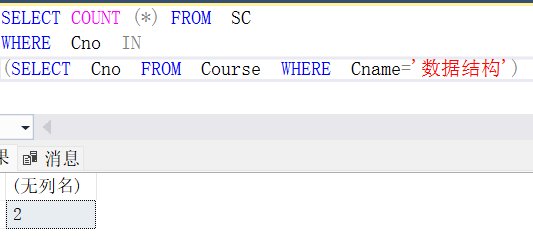 SELECT COUNT (*) FROM SC
WHERE Cno IN
(SELECT Cno FROM Course WHERE Cname='数据结构')
果 消息
(无列名)
2